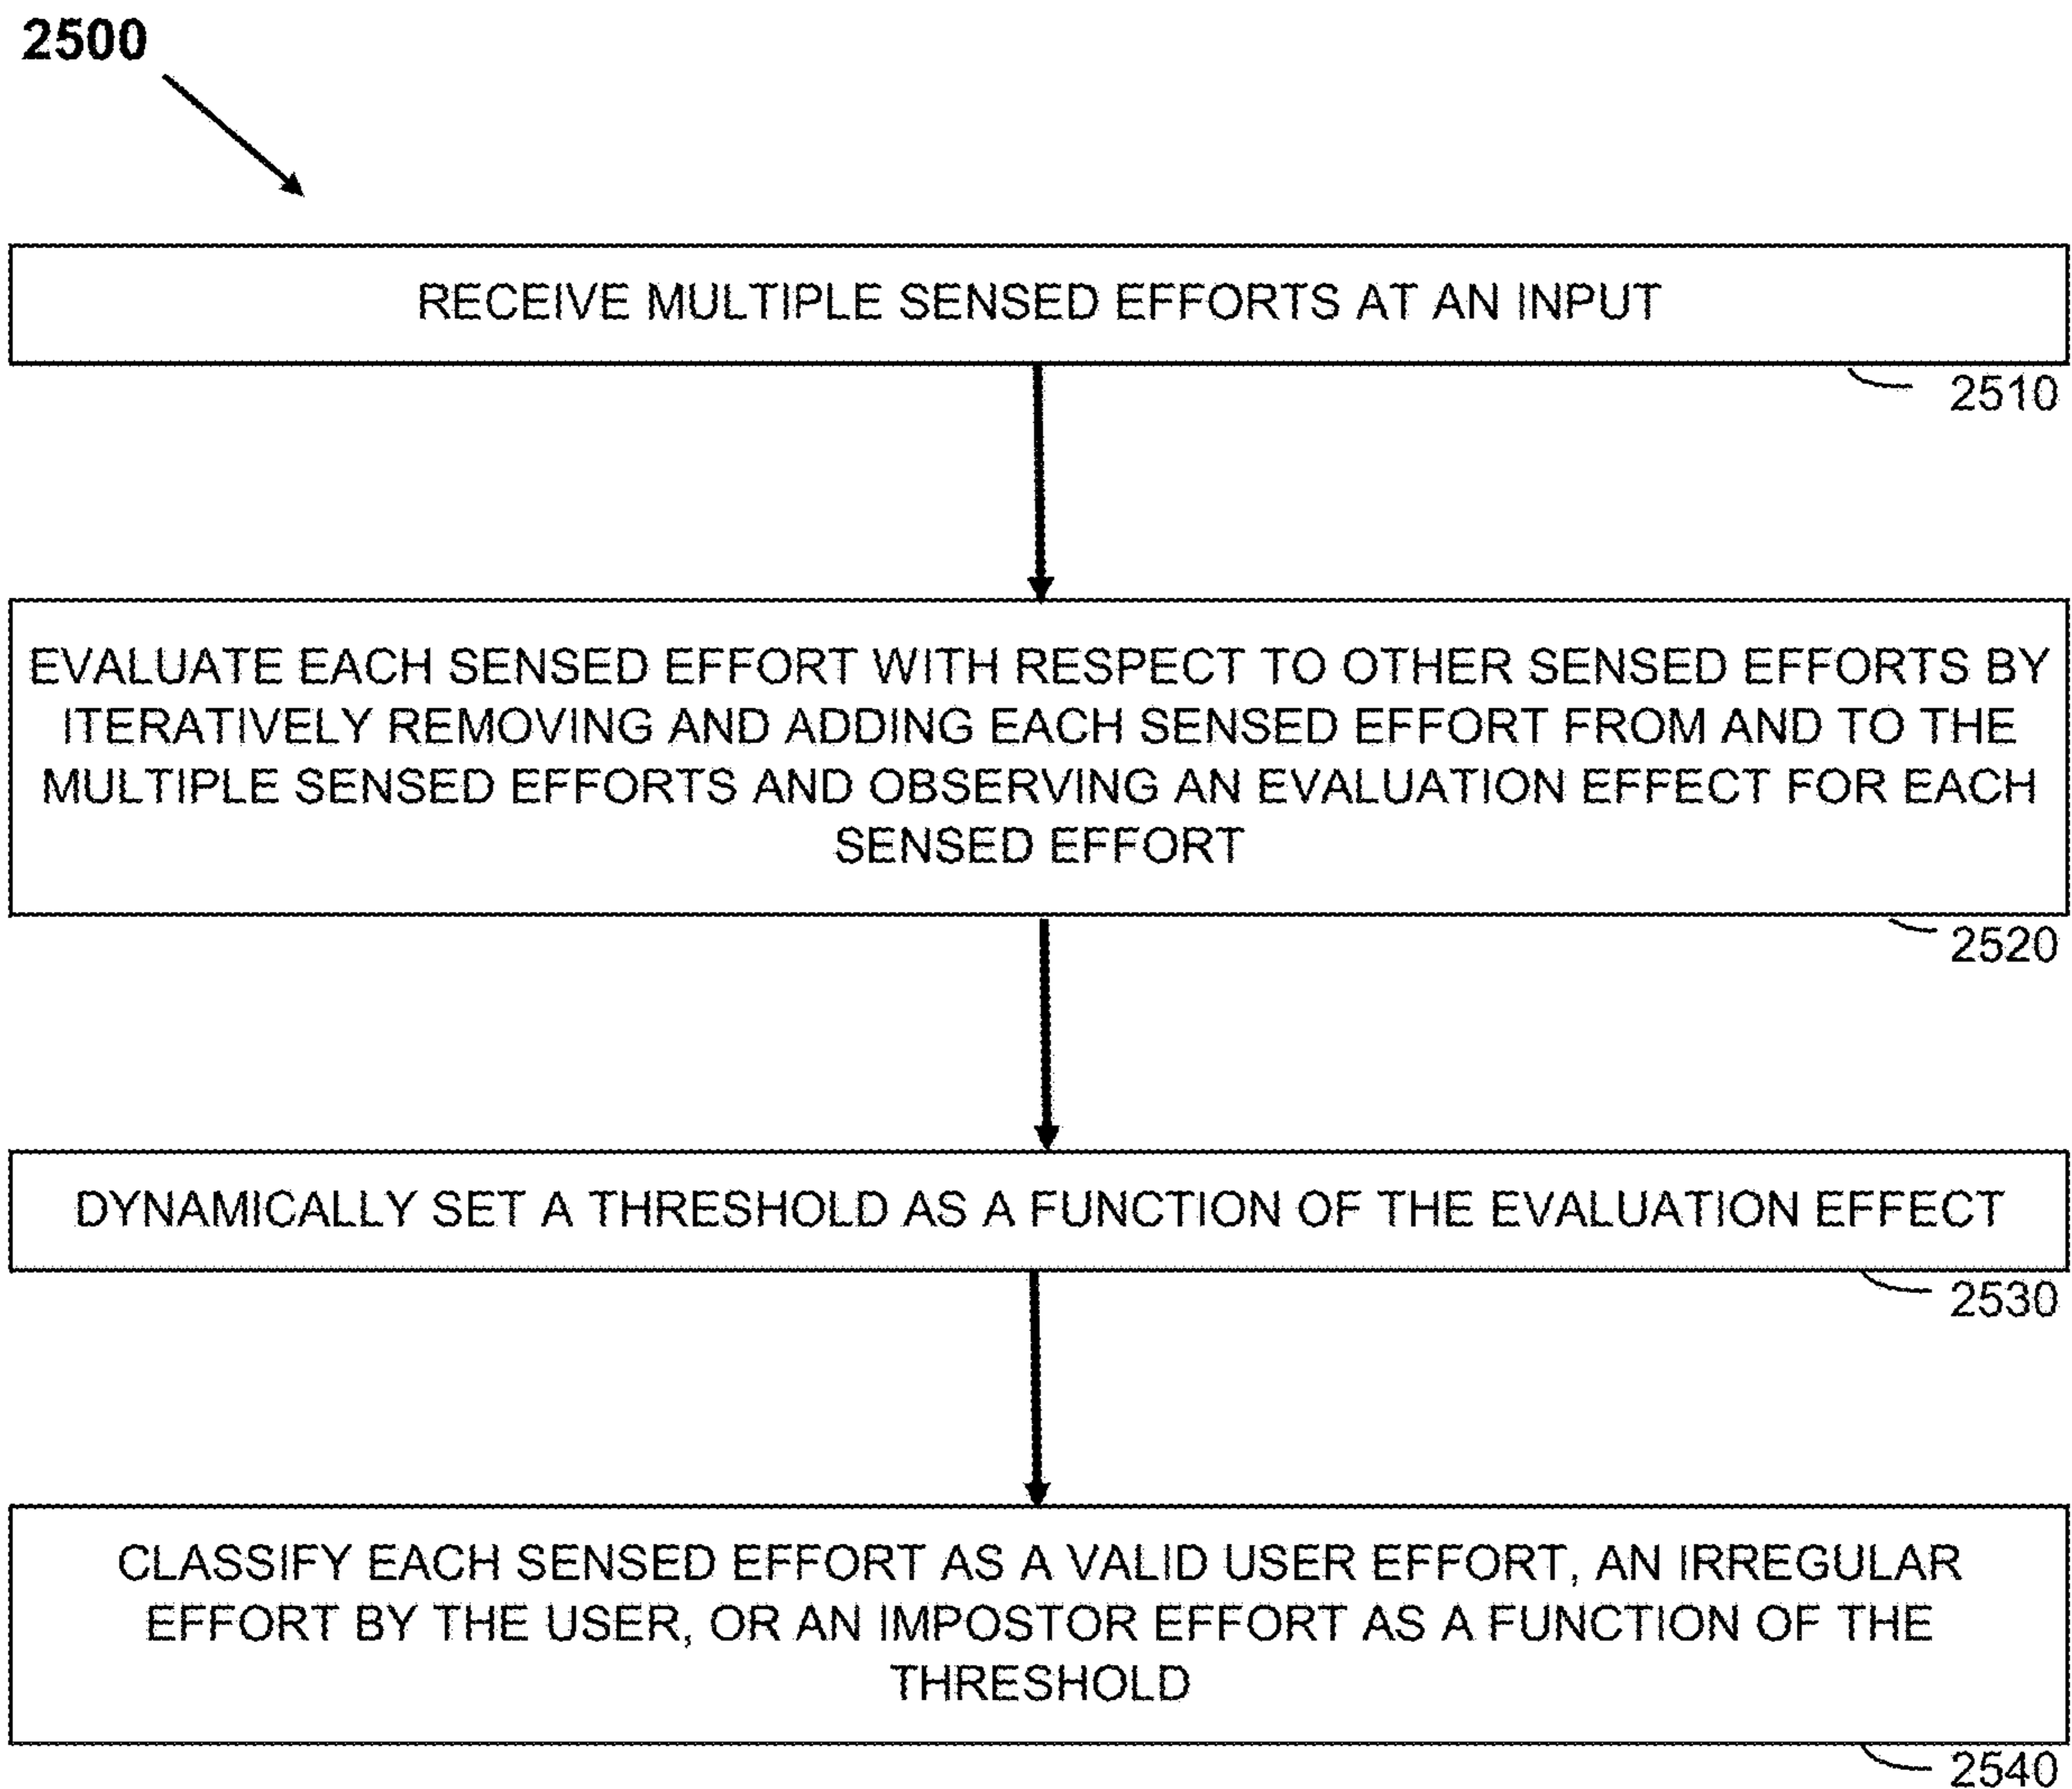 2500
RECEIVE MULTIPLE SENSED EFFORTS AT AN INPUT
2510
EVALUATE EACH SENSED EFFORT WITH RESPECT TO OTHER SENSED EFFORTS BY
ITERATIVELY REMOVING AND ADDING EACH SENSED EFFORT FROM AND TO THE
MULTIPLE SENSED EFFORTS AND OBSERVING AN EVALUATION EFFECT FOR EACH
SENSED EFFORT
2520
DYNAMICALLY SET A THRESHOLD AS A FUNCTION OF THE EVALUATION EFFECT
2530
CLASSIFY EACH SENSED EFFORT AS A VALID USER EFFORT, AN IRREGULAR
EFFORT BY THE USER, OR AN IMPOSTOR EFFORT AS A FUNCTION OF THE
THRESHOLD
2540